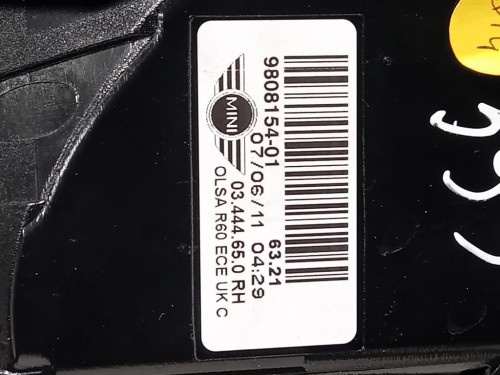 9808154-01 63.21
MINI
07/06/11 04:29
03.444.65.0 RH
OLSA R60 ECE UK C